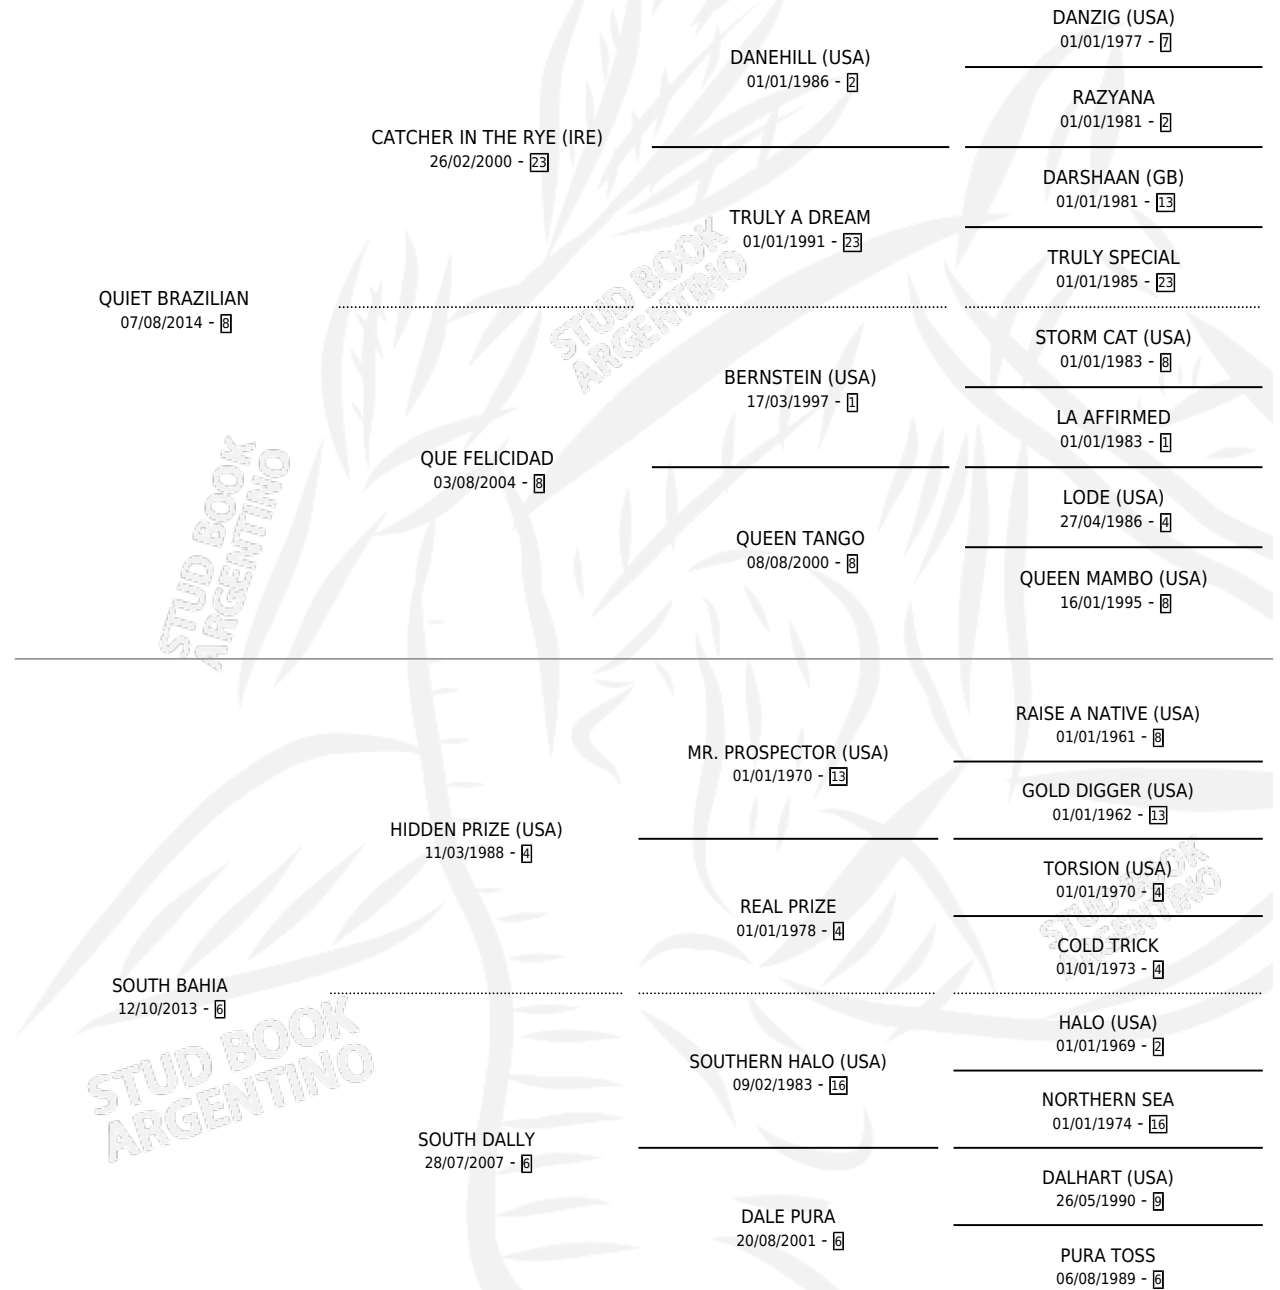 DANZIG (USA)
01/01/1977 - 7
DANEHILL (USA)
01/01/1986 - 2
RAZYANA
01/01/1981 - 2
CATCHER IN THE RYE (IRE)
26/02/2000 - 23
DARSHAAN (GB)
01/01/1981 - 13
TRULY A DREAM
01/01/1991 - 23
TRULY SPECIAL
01/01/1985 - 23
QUIET BRAZILIAN
07/08/2014 - 8
STORM CAT (USA)
01/01/1983 - 8
BERNSTEIN (USA)
17/03/1997 - 1
LA AFFIRMED
01/01/1983 - 1
QUE FELICIDAD
03/08/2004 - 8
LODE (USA)
27/04/1986 - 4
QUEEN TANGO
08/08/2000 - 8
QUEEN MAMBO (USA)
16/01/1995 - 8
RAISE A NATIVE (USA)
01/01/1961 - 8
MR. PROSPECTOR (USA)
01/01/1970 - 13
GOLD DIGGER (USA)
01/01/1962 - 13
HIDDEN PRIZE (USA)
11/03/1988 - 4
TORSION (USA)
01/01/1970 - 4
REAL PRIZE
01/01/1978 - 4
COLD TRICK
01/01/1973 - 4
SOUTH BAHIA
12/10/2013 - 6
HALO (USA)
01/01/1969 - 2
SOUTHERN HALO (USA)
09/02/1983 - 16
NORTHERN SEA
01/01/1974 - 16
SOUTH DALLY
28/07/2007 - 6
DALHART (USA)
26/05/1990 - 9
DALE PURA
20/08/2001 - 6
PURA TOSS
06/08/1989 - 6
STUD BOOK
ARGENTINO
STUD BOOK
ARGENTINO
STUD BOOK
ARGENTINO
STUD BOOK
ARGENTINO